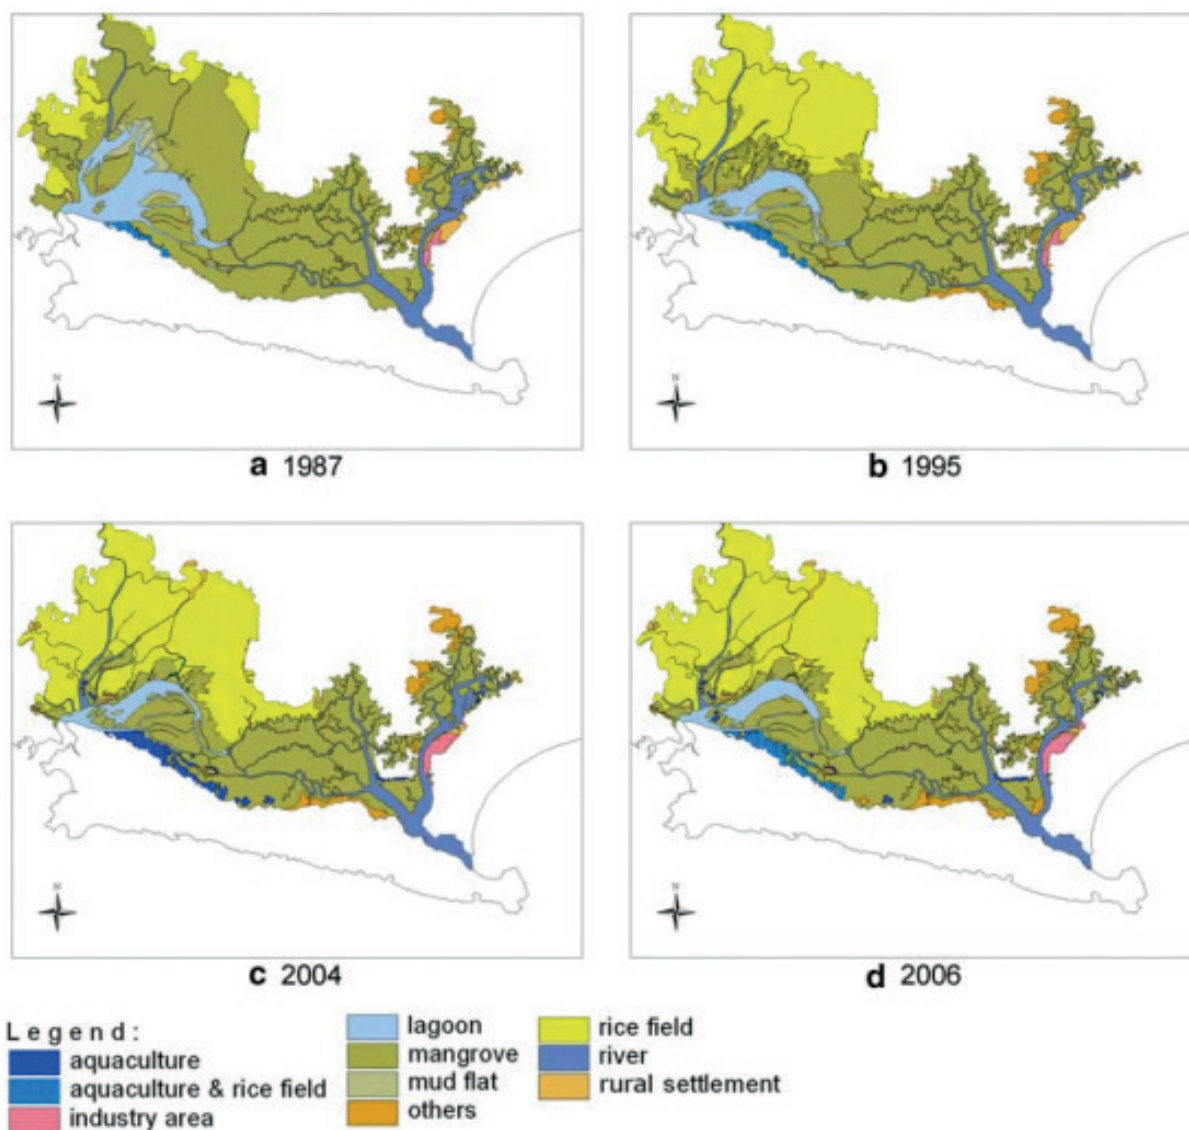 N
N
a 1987
b 1995
N
N
c 2004
d 2006
Legend:
aquaculture
aquaculture & rice field
industry area
lagoon
mangrove
mud flat
others
rice field
river
rural settlement